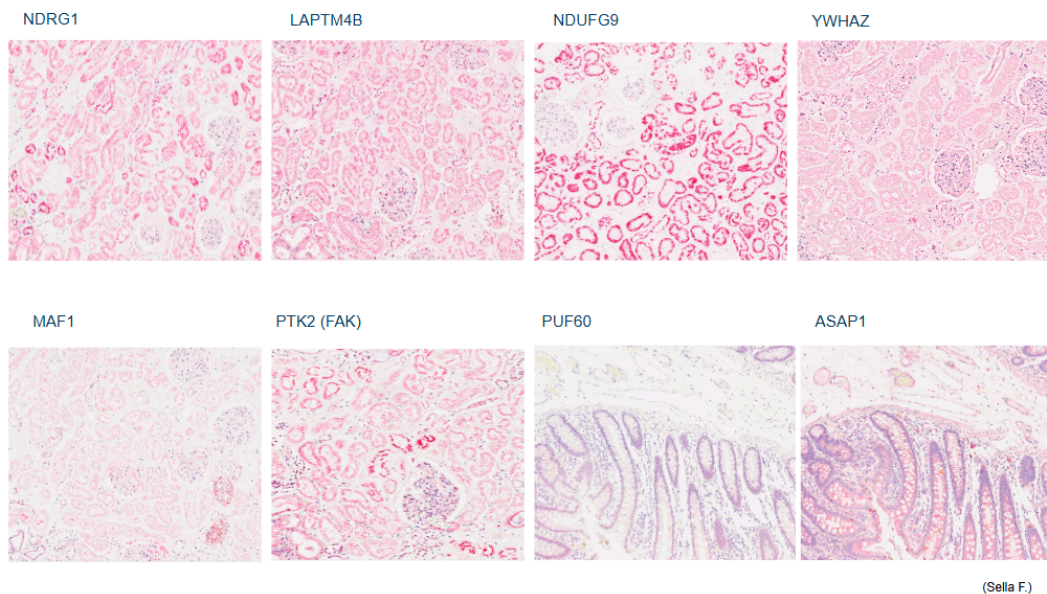 NDRG1
LAPTM4B
NDUFG9
YWHAZ
MAF1
PTK2 (FAK)
PUF60
ASAP1
(Sella F.)